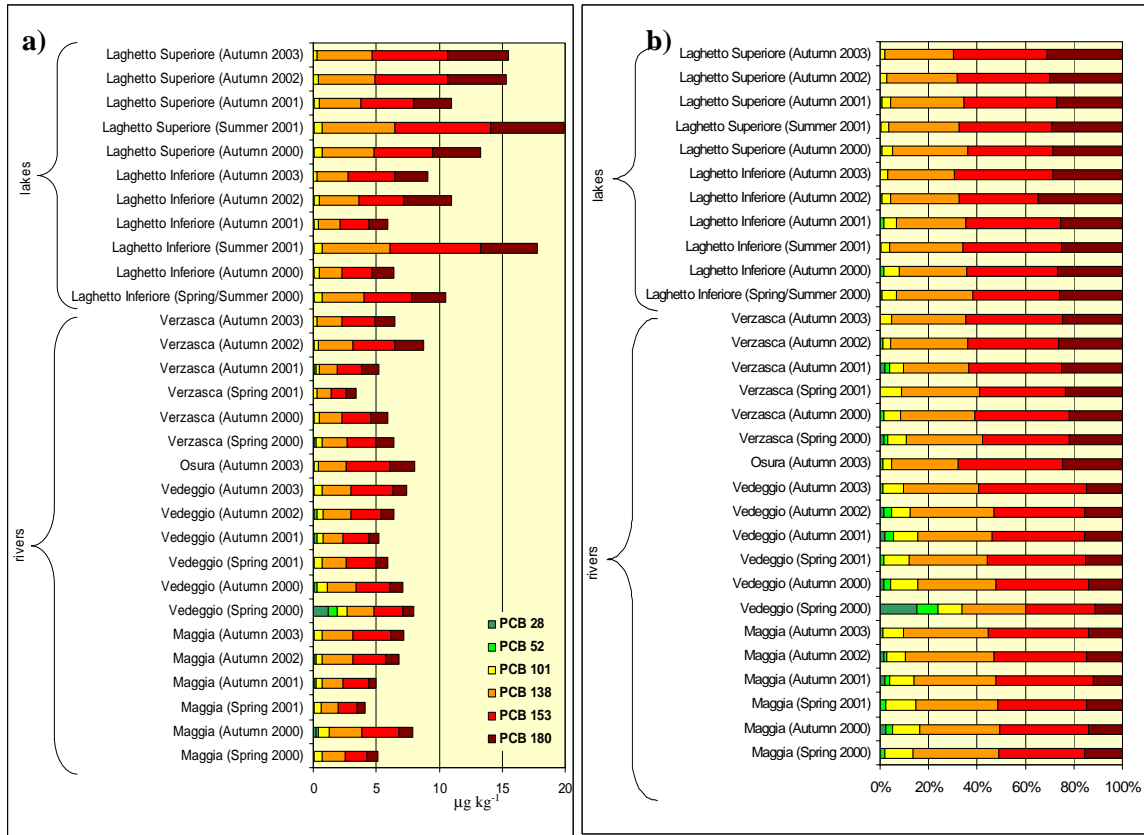 a)
lakes
rivers
Laghetto Superiore (Autumn 2003)
Laghetto Superiore (Autumn 2002)
Laghetto Superiore (Autumn 2001)
Laghetto Superiore (Summer 2001)
Laghetto Superiore (Autumn 2000)
Laghetto Inferiore (Autumn 2003)
Laghetto Inferiore (Autumn 2002)
Laghetto Inferiore (Autumn 2001)
Laghetto Inferiore (Summer 2001)
Laghetto Inferiore (Autumn 2000)
Laghetto Inferiore (Spring/Summer 2000)
Verzasca (Autumn 2003)
Verzasca (Autumn 2002)
Verzasca (Autumn 2001)
Verzasca (Spring 2001)
Verzasca (Autumn 2000)
Verzasca (Spring 2000)
Osura (Autumn 2003)
Vedeggio (Autumn 2003)
Vedeggio (Autumn 2002)
Vedeggio (Autumn 2001)
Vedeggio (Spring 2001)
Vedeggio (Autumn 2000)
Vedeggio (Spring 2000)
Maggia (Autumn 2003)
Maggia (Autumn 2002)
Maggia (Autumn 2001)
Maggia (Spring 2001)
Maggia (Autumn 2000)
Maggia (Spring 2000)
PCB 28
PCB 52
PCB 101
PCB 138
PCB 153
PCB 180
0 5 10 15 20
µg kg-1
b)
lakes
rivers
Laghetto Superiore (Autumn 2003)
Laghetto Superiore (Autumn 2002)
Laghetto Superiore (Autumn 2001)
Laghetto Superiore (Summer 2001)
Laghetto Superiore (Autumn 2000)
Laghetto Inferiore (Autumn 2003)
Laghetto Inferiore (Autumn 2002)
Laghetto Inferiore (Autumn 2001)
Laghetto Inferiore (Summer 2001)
Laghetto Inferiore (Autumn 2000)
Laghetto Inferiore (Spring/Summer 2000)
Verzasca (Autumn 2003)
Verzasca (Autumn 2002)
Verzasca (Autumn 2001)
Verzasca (Spring 2001)
Verzasca (Autumn 2000)
Verzasca (Spring 2000)
Osura (Autumn 2003)
Vedeggio (Autumn 2003)
Vedeggio (Autumn 2002)
Vedeggio (Autumn 2001)
Vedeggio (Spring 2001)
Vedeggio (Autumn 2000)
Vedeggio (Spring 2000)
Maggia (Autumn 2003)
Maggia (Autumn 2002)
Maggia (Autumn 2001)
Maggia (Spring 2001)
Maggia (Autumn 2000)
Maggia (Spring 2000)
0% 20% 40% 60% 80% 100%